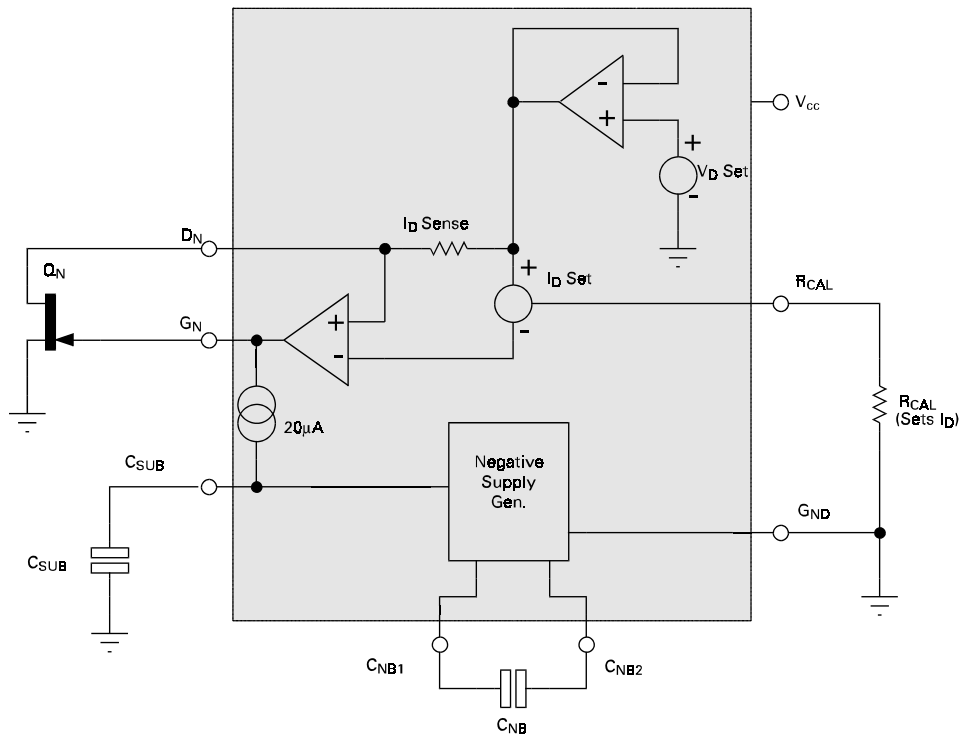 -
+
Vcc
+
VD Set
-
ID Sense
DN
+
ID Set
QN
RCAL
GN
+
-
-
RCAL
(Sets ID)
20µA
CSUB
Negative
Supply
Gen.
GND
CSUB
CNB1
CNB2
CNB